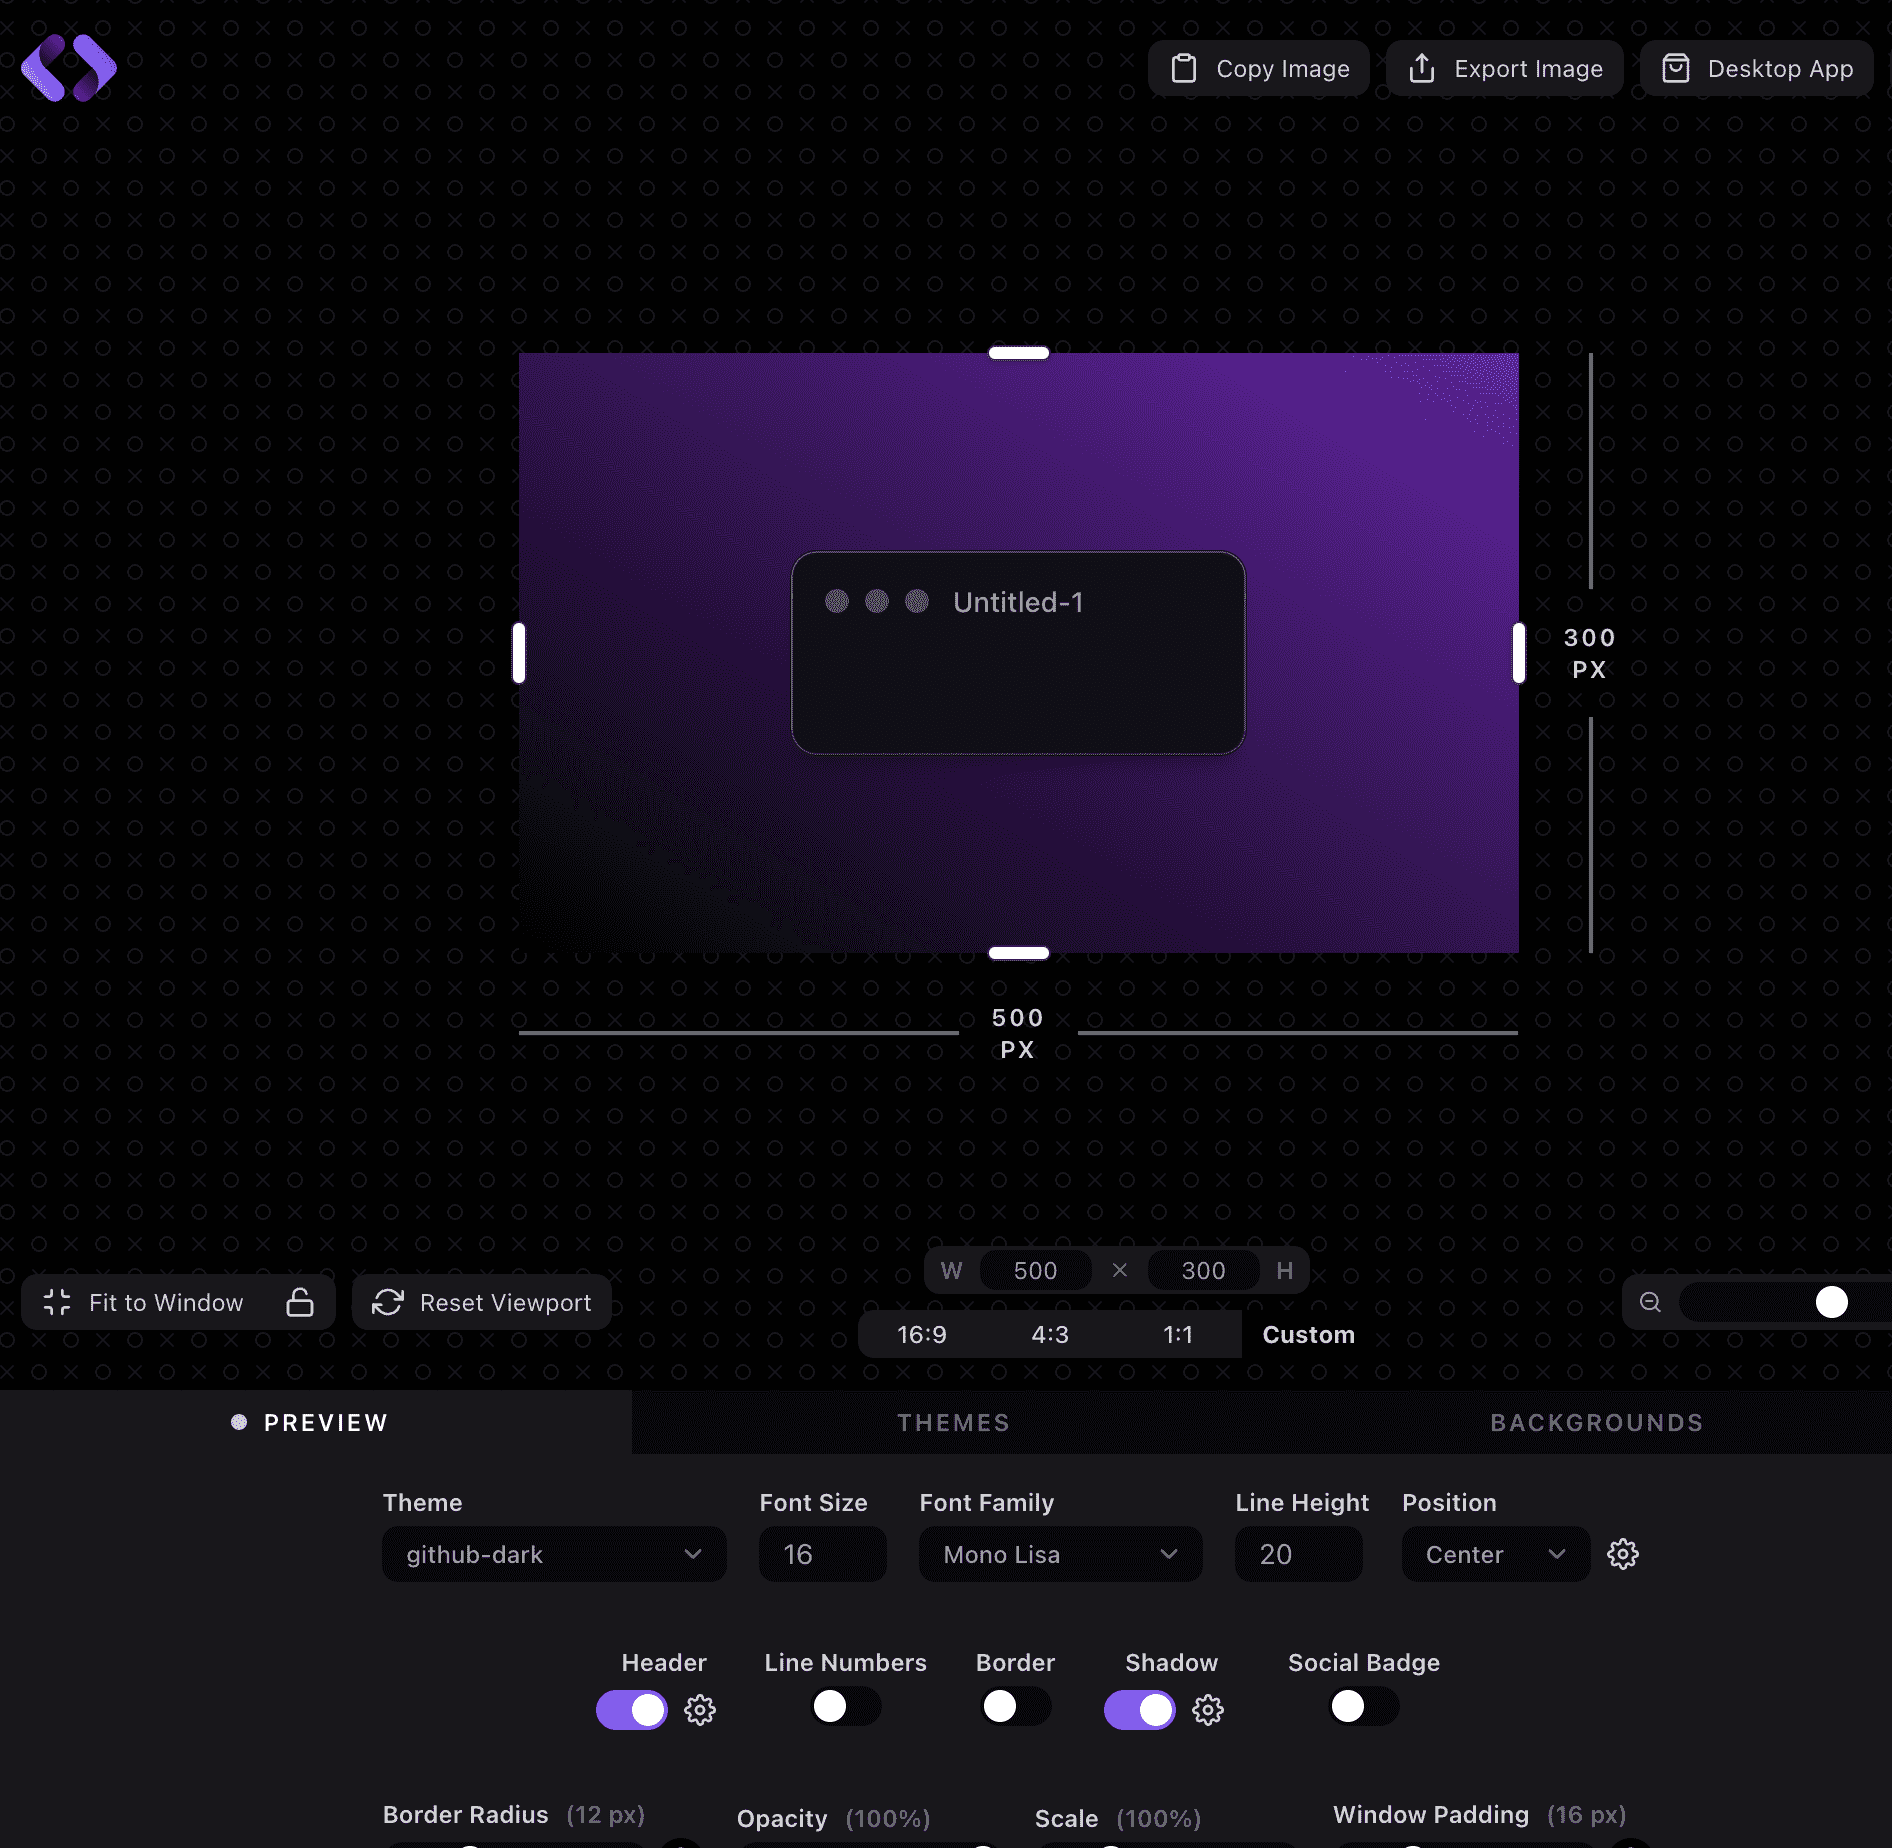 Copy Image
Export Image
Desktop App
Untitled-1
300
PX
500
PX
W 500 × 300 H
Fit to Window
Reset Viewport
16:9 4:3 1:1 Custom
PREVIEW THEMES BACKGROUNDS
Theme Font Size Font Family Line Height Position
github-dark 16 Mono Lisa 20 Center
Header Line Numbers Border Shadow Social Badge
Border Radius (12 px) Opacity (100%) Scale (100%) Window Padding (16 px)